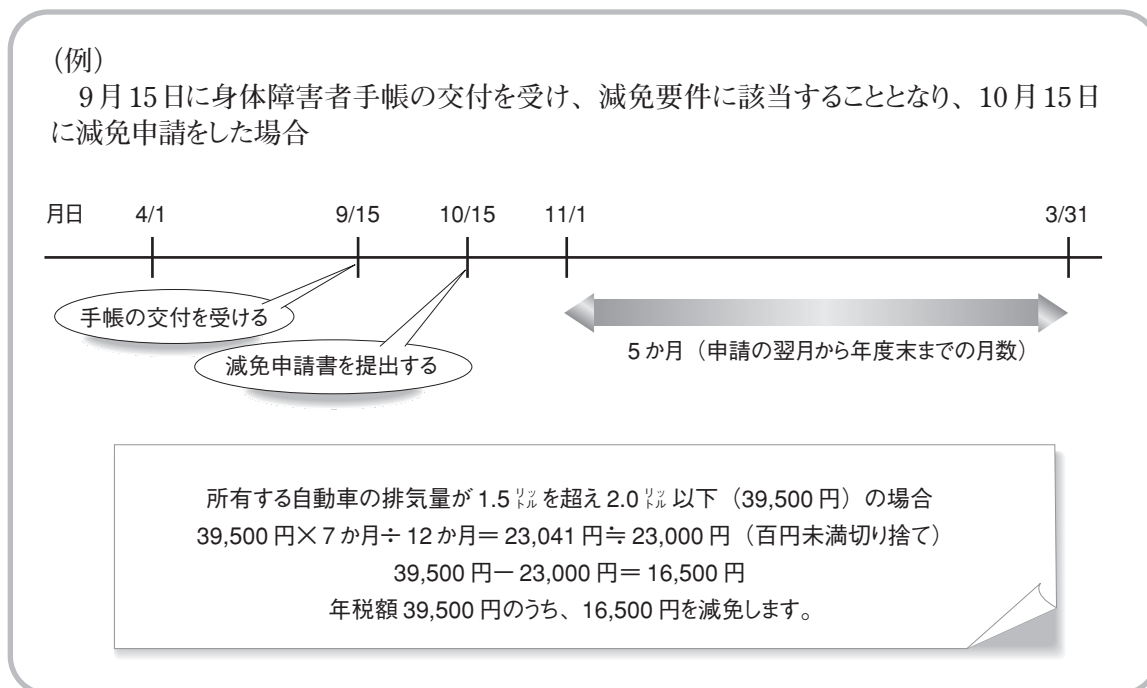 (例)
9月15日に身体障害者手帳の交付を受け、減免要件に該当することとなり、10月15日
に減免申請をした場合
月日 4/1 9/15 10/15 11/1 3/31
手帳の交付を受ける
減免申請書を提出する
5か月（申請の翌月から年度末までの月数）
所有する自動車の排気量が1.5㍑を超え2.0㍑以下（39,500円）の場合
39,500円×7か月÷12か月＝23,041円≒23,000円（百円未満切り捨て）
39,500円－23,000円＝16,500円
年税額39,500円のうち、16,500円を減免します。